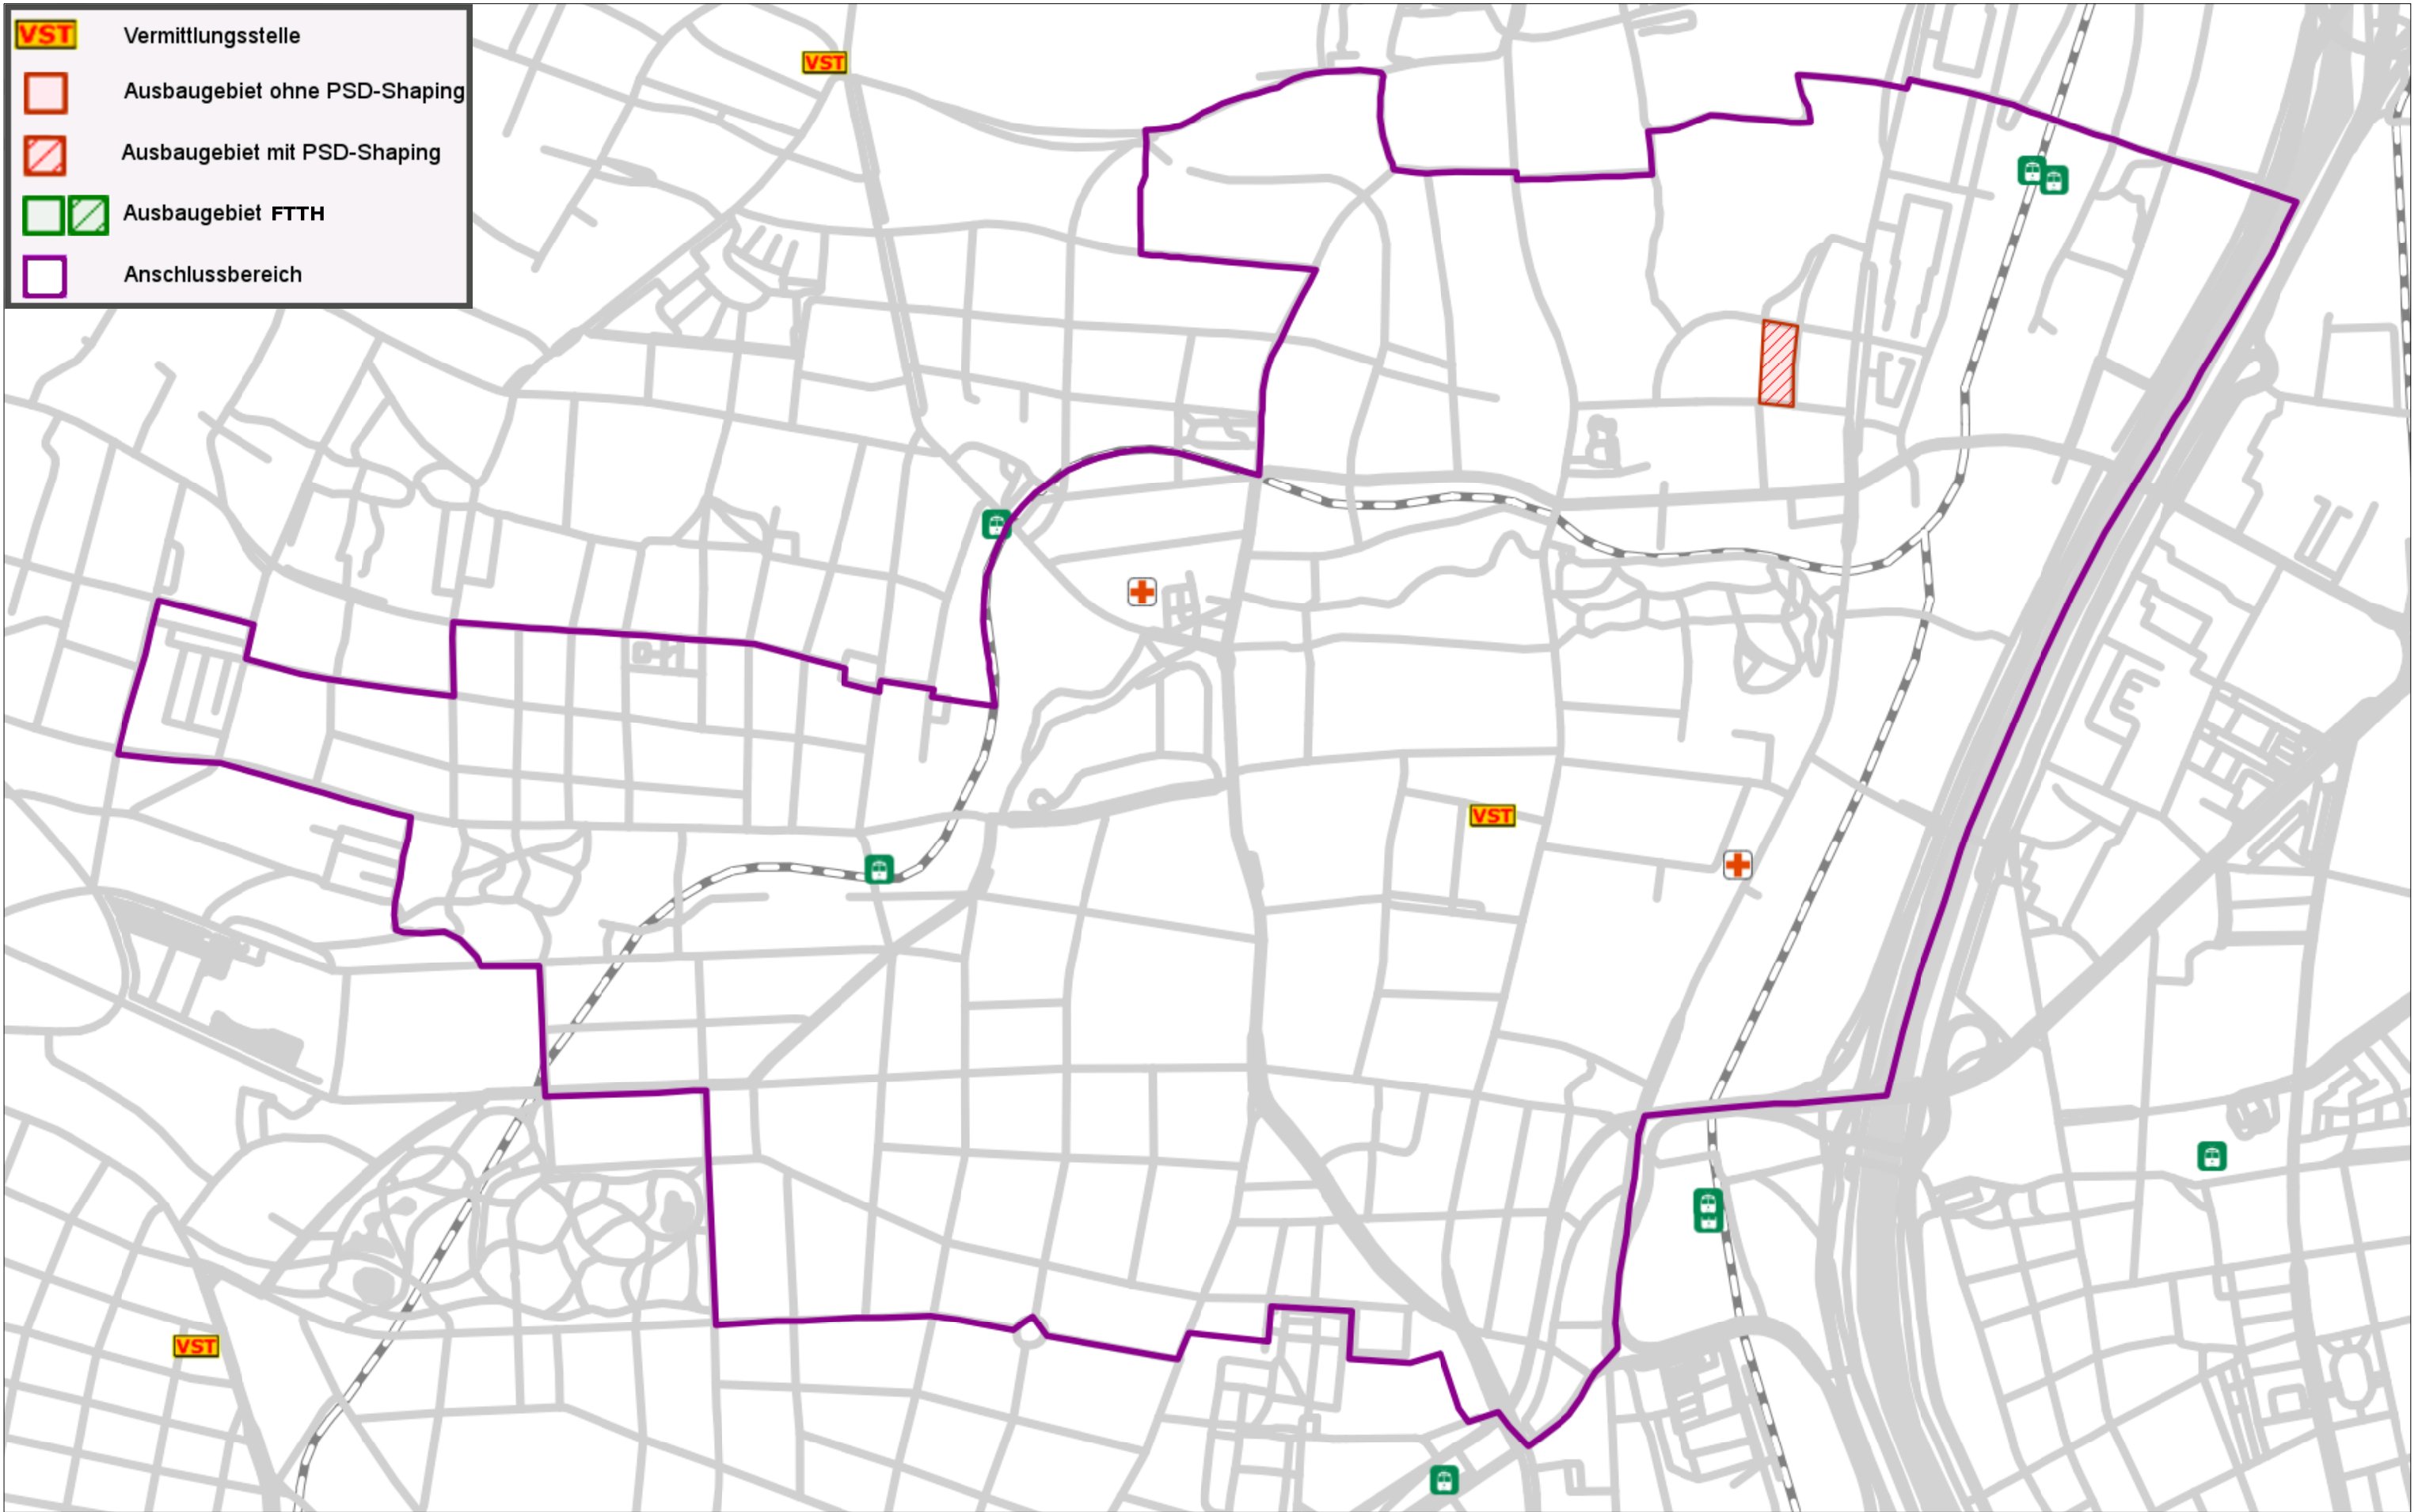 VST Vermittlungsstelle
Ausbaugebiet ohne PSD-Shaping
Ausbaugebiet mit PSD-Shaping
Ausbaugebiet FTTH
Anschlussbereich
VST
VST
VST